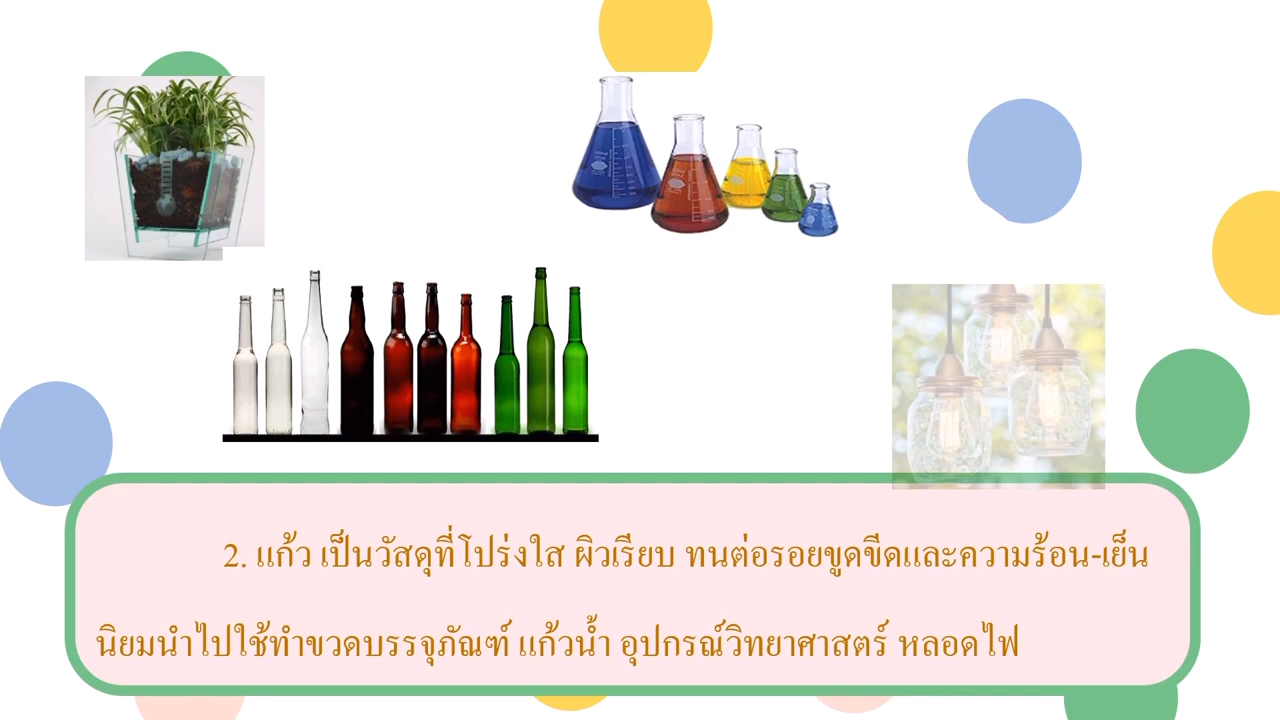 2. แก้ว เป็นวัสดุที่โปร่งใส ผิวเรียบ ทนต่อรอยขูดขีดและความร้อน-เย็น
นิยมนำไปใช้ทำขวดบรรจุภัณฑ์ แก้วน้ำ อุปกรณ์วิทยาศาสตร์ หลอดไฟ